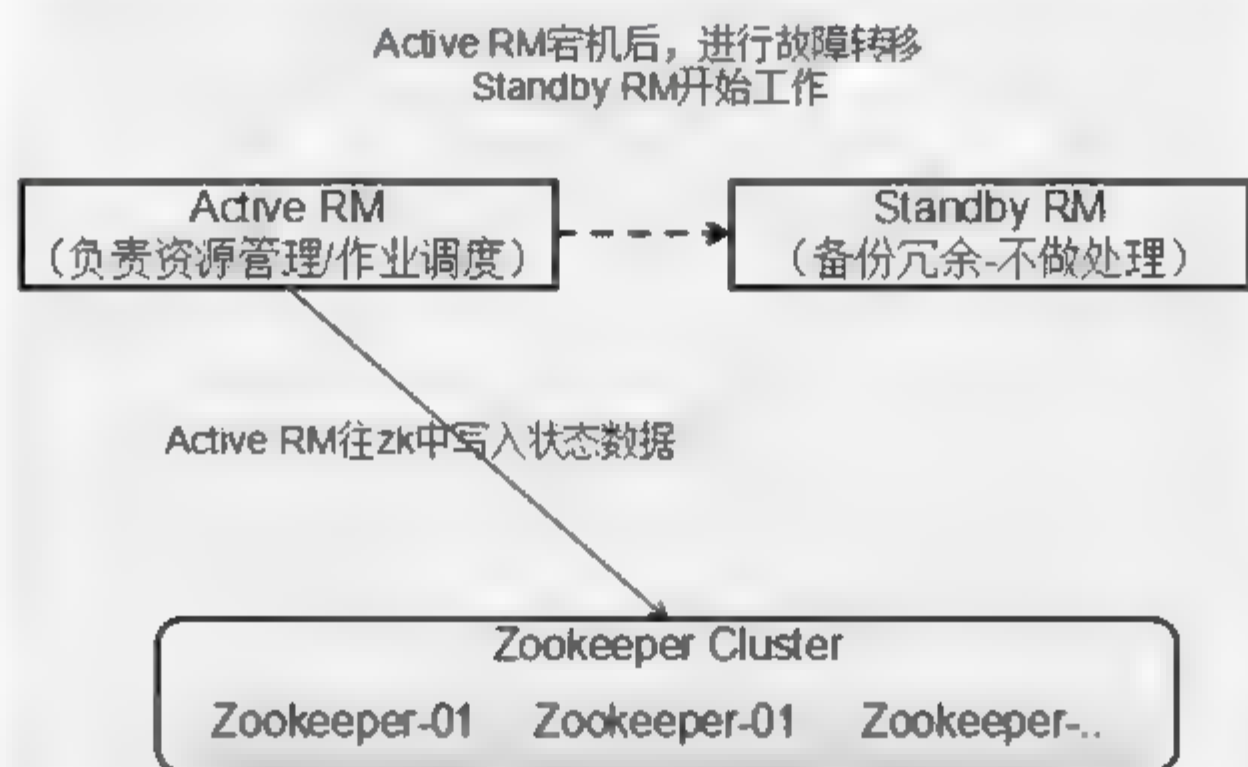 Active RM宕机后，进行故障转移
Standby RM开始工作
Active RM
（负责资源管理/作业调度）
Standby RM
（备份冗余-不做处理）
Active RM往zk中写入状态数据
Zookeeper Cluster
Zookeeper-01
Zookeeper-01
Zookeeper-..